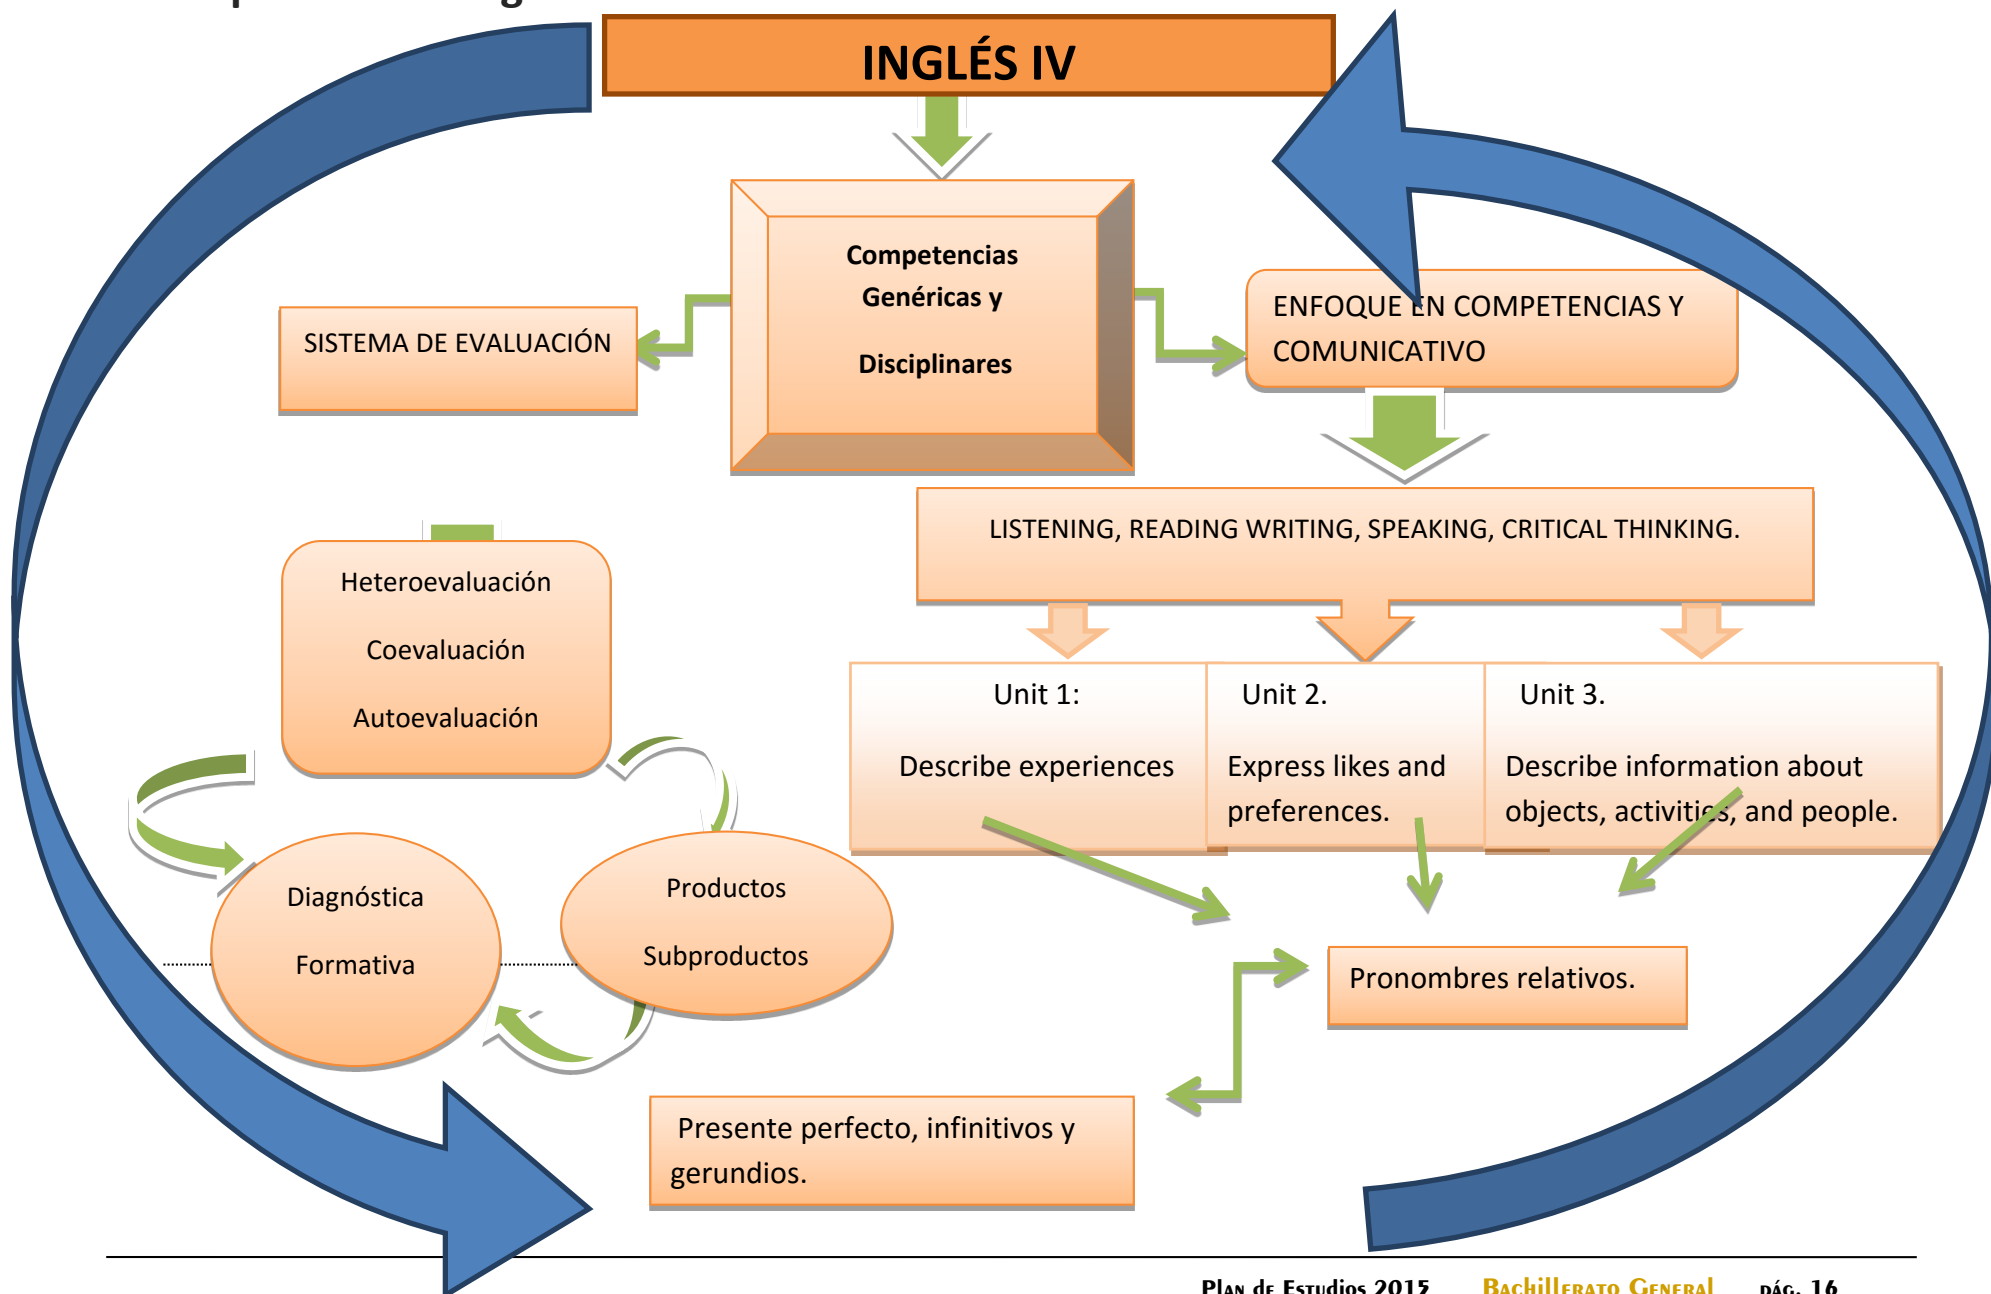 INGLÉS IV
Competencias
Genéricas y
Disciplinares
SISTEMA DE EVALUACIÓN
ENFOQUE EN COMPETENCIAS Y
COMUNICATIVO
LISTENING, READING WRITING, SPEAKING, CRITICAL THINKING.
Heteroevaluación
Coevaluación
Autoevaluación
Unit 1:
Describe experiences
Unit 2.
Express likes and
preferences.
Unit 3.
Describe information about
objects, activities, and people.
Diagnóstica
Formativa
Productos
Subproductos
Pronombres relativos.
Presente perfecto, infinitivos y
gerundios.
Plan de Estudios 2015 Bachillerato General pág. 16